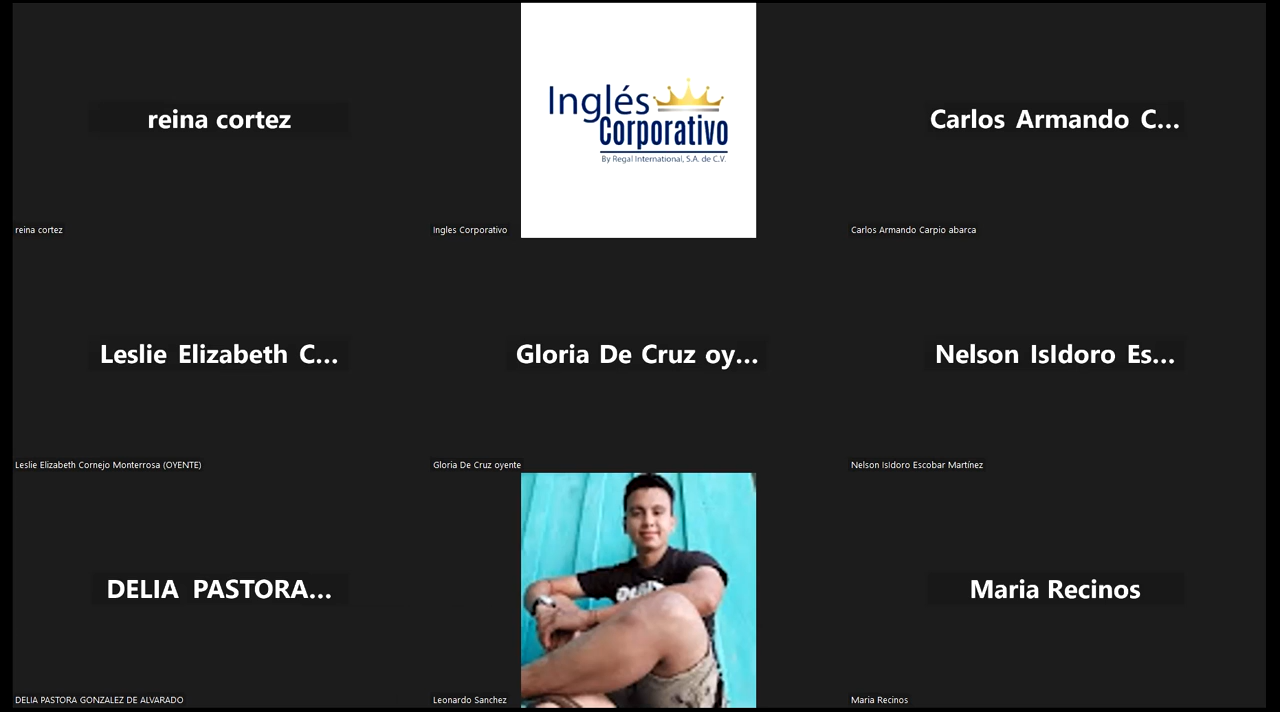 reina cortez
reina cortez
Inglés
Corporativo
By Regal International, S.A. de C.V.
Ingles Corporativo
Carlos Armando C...
Carlos Armando Carpio abarca
Leslie Elizabeth C...
Leslie Elizabeth Cornejo Monterrosa (OYENTE)
Gloria De Cruz oy...
Gloria De Cruz oyente
Nelson IsIdoro Es...
Nelson IsIdoro Escobar Martínez
DELIA PASTORA...
DELIA PASTORA GONZALEZ DE ALVARADO
Leonardo Sanchez
Maria Recinos
Maria Recinos